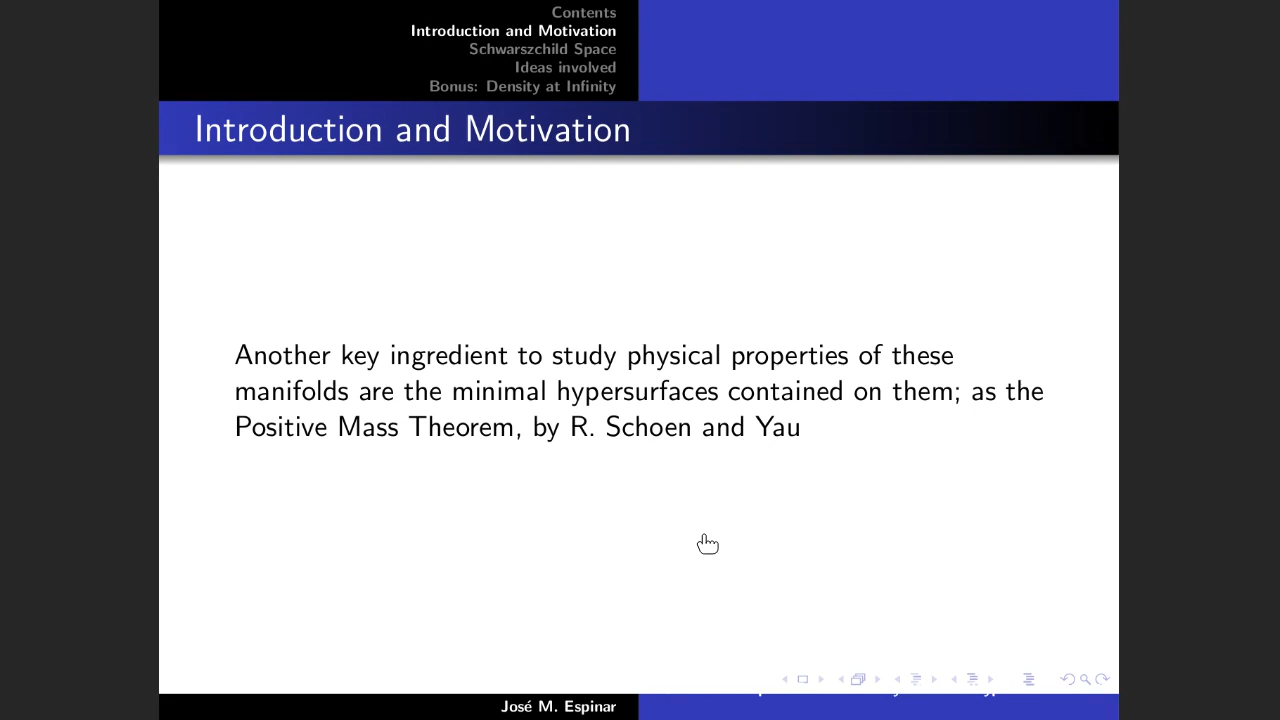 Contents
Introduction and Motivation
Schwarszchild Space
Ideas involved
Bonus: Density at Infinity
Introduction and Motivation
Another key ingredient to study physical properties of these
manifolds are the minimal hypersurfaces contained on them; as the
Positive Mass Theorem, by R. Schoen and Yau
José M. Espinar